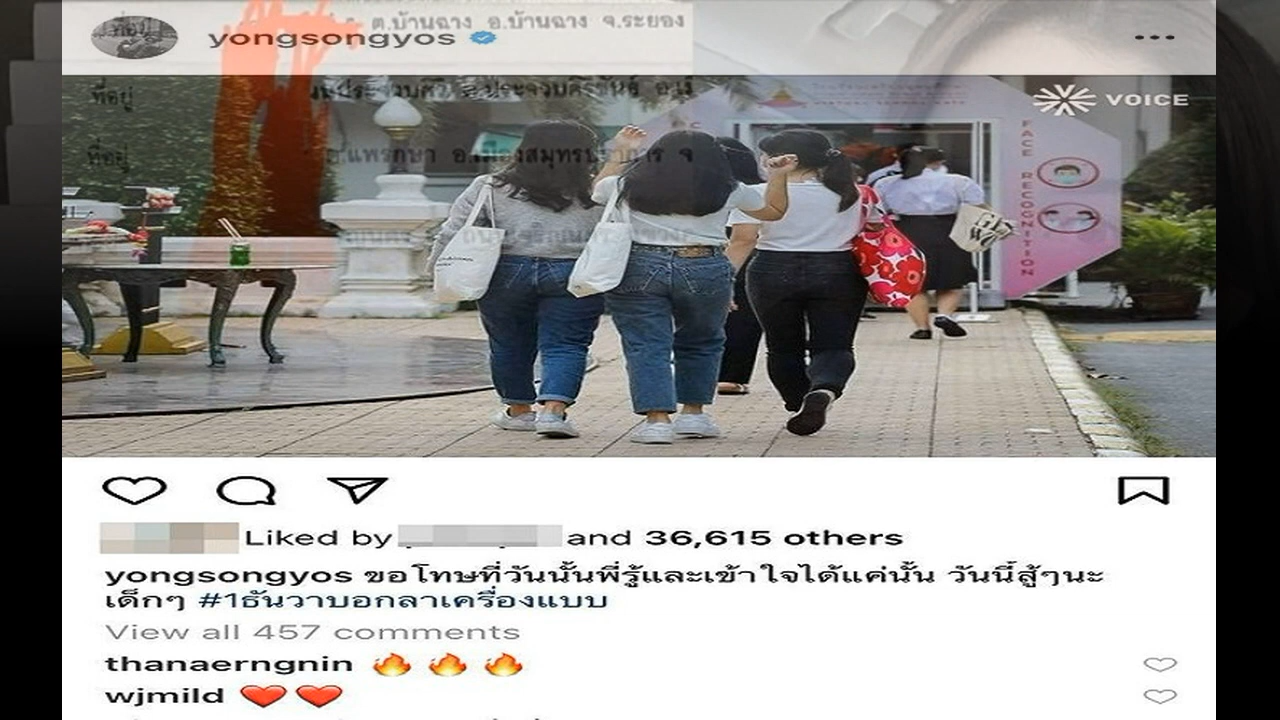 ต.บ้านฉาง อ.บ้านฉาง จ.ระยอง
yongsongyos
ที่อยู่
VOICE
ที่อยู่
FACE RECOGNITION
Liked by
and 36,615 others
yongsongyos ขอโทษที่วันนั้นพี่รู้และเข้าใจได้แค่นั้น วันนี้สู้ๆนะ
เด็กๆ #1ธันวาบอกลาเครื่องแบบ
View all 457 comments
thanaerngnin 🔥 🔥 🔥
wjmild ❤️ ❤️